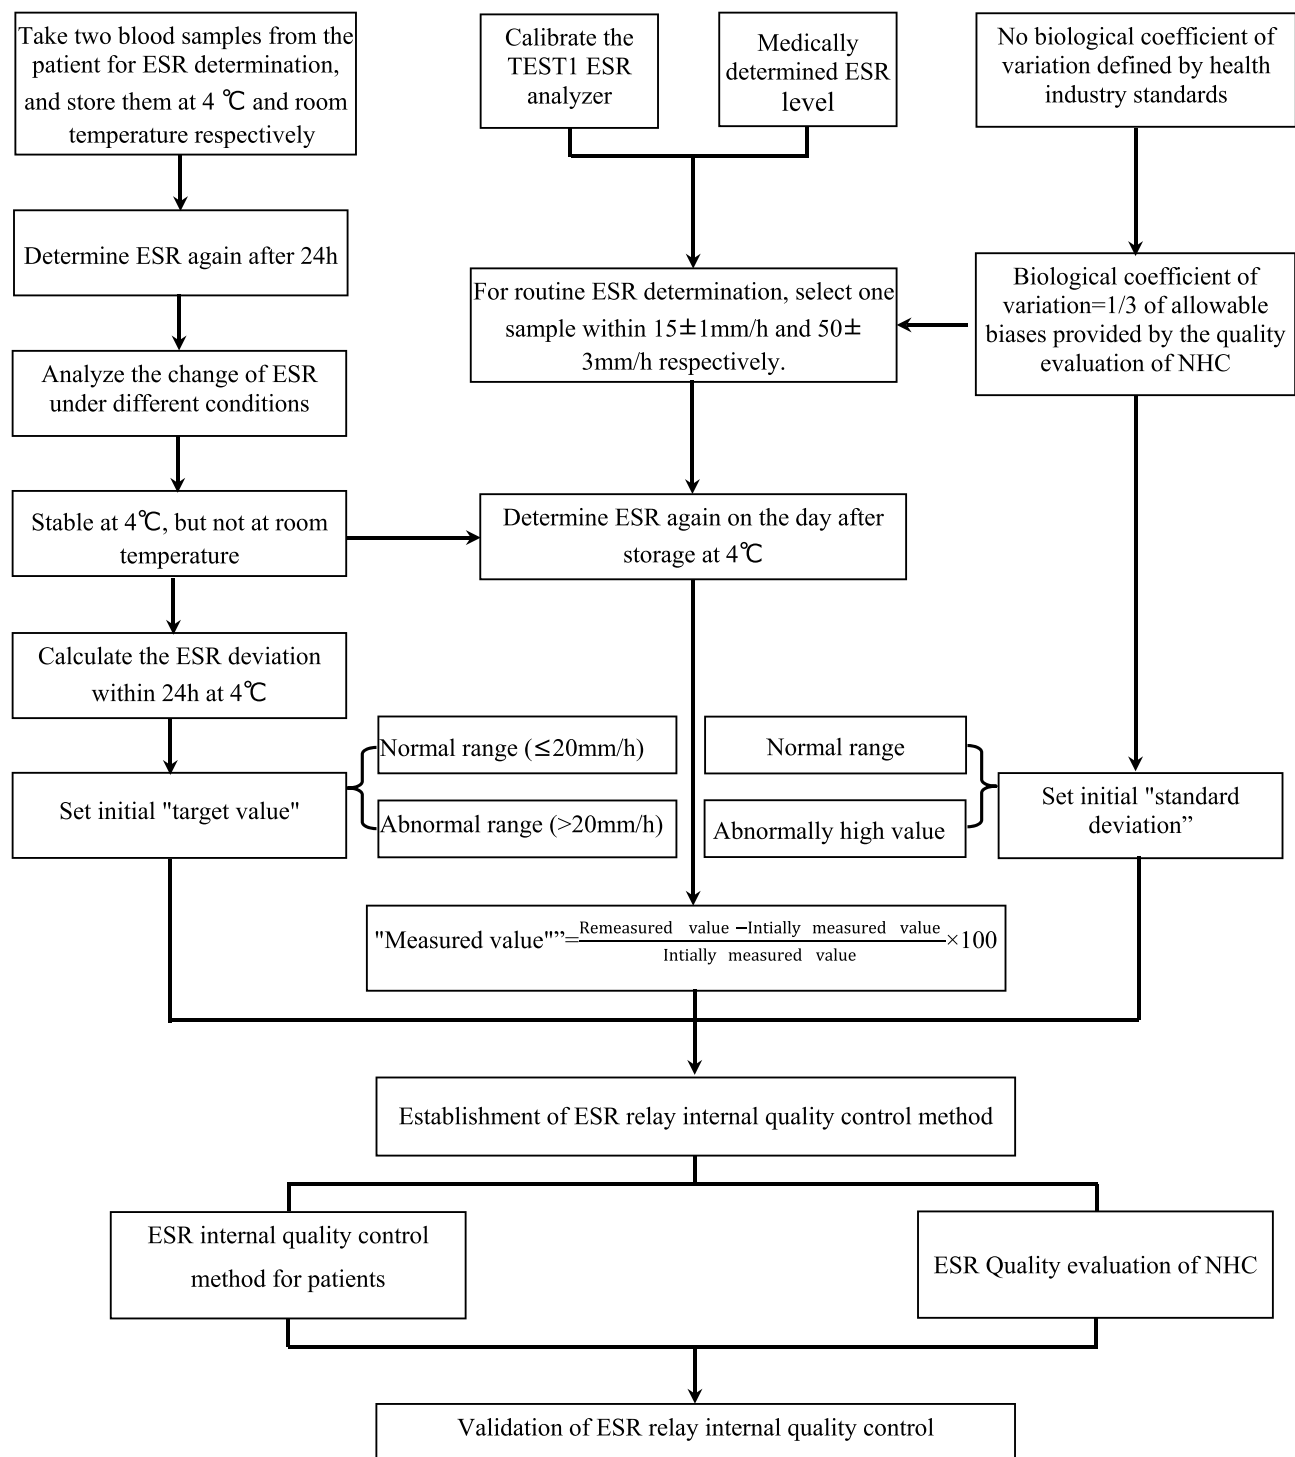 Take two blood samples from the
patient for ESR determination,
and store them at 4 ℃ and room
temperature respectively
Calibrate the
TEST1 ESR
analyzer
Medically
determined ESR
level
No biological coefficient of
variation defined by health
industry standards
Determine ESR again after 24h
For routine ESR determination, select one
sample within 15±1mm/h and 50±
3mm/h respectively.
Biological coefficient of
variation=1/3 of allowable
biases provided by the quality
evaluation of NHC
Analyze the change of ESR
under different conditions
Stable at 4℃, but not at room
temperature
Determine ESR again on the day after
storage at 4℃
Calculate the ESR deviation
within 24h at 4℃
Set initial "target value"
Normal range (≤20mm/h)
Abnormal range (>20mm/h)
Normal range
Abnormally high value
Set initial "standard
deviation”
"Measured value"”=
Remeasured value −Intially measured value
Intially measured value
×100
Establishment of ESR relay internal quality control method
ESR internal quality control
method for patients
ESR Quality evaluation of NHC
Validation of ESR relay internal quality control